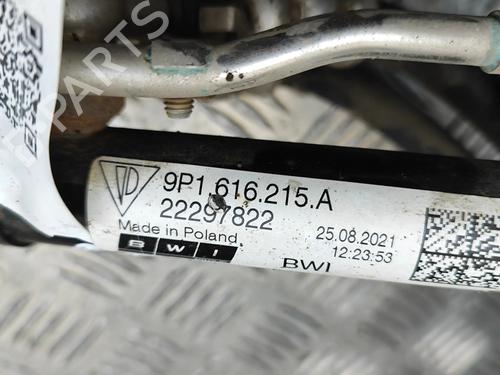 9P1.616.215.A
22297822
Made in Poland
BWI
25.08.2021
12:23:53
BWI
B-PARTS